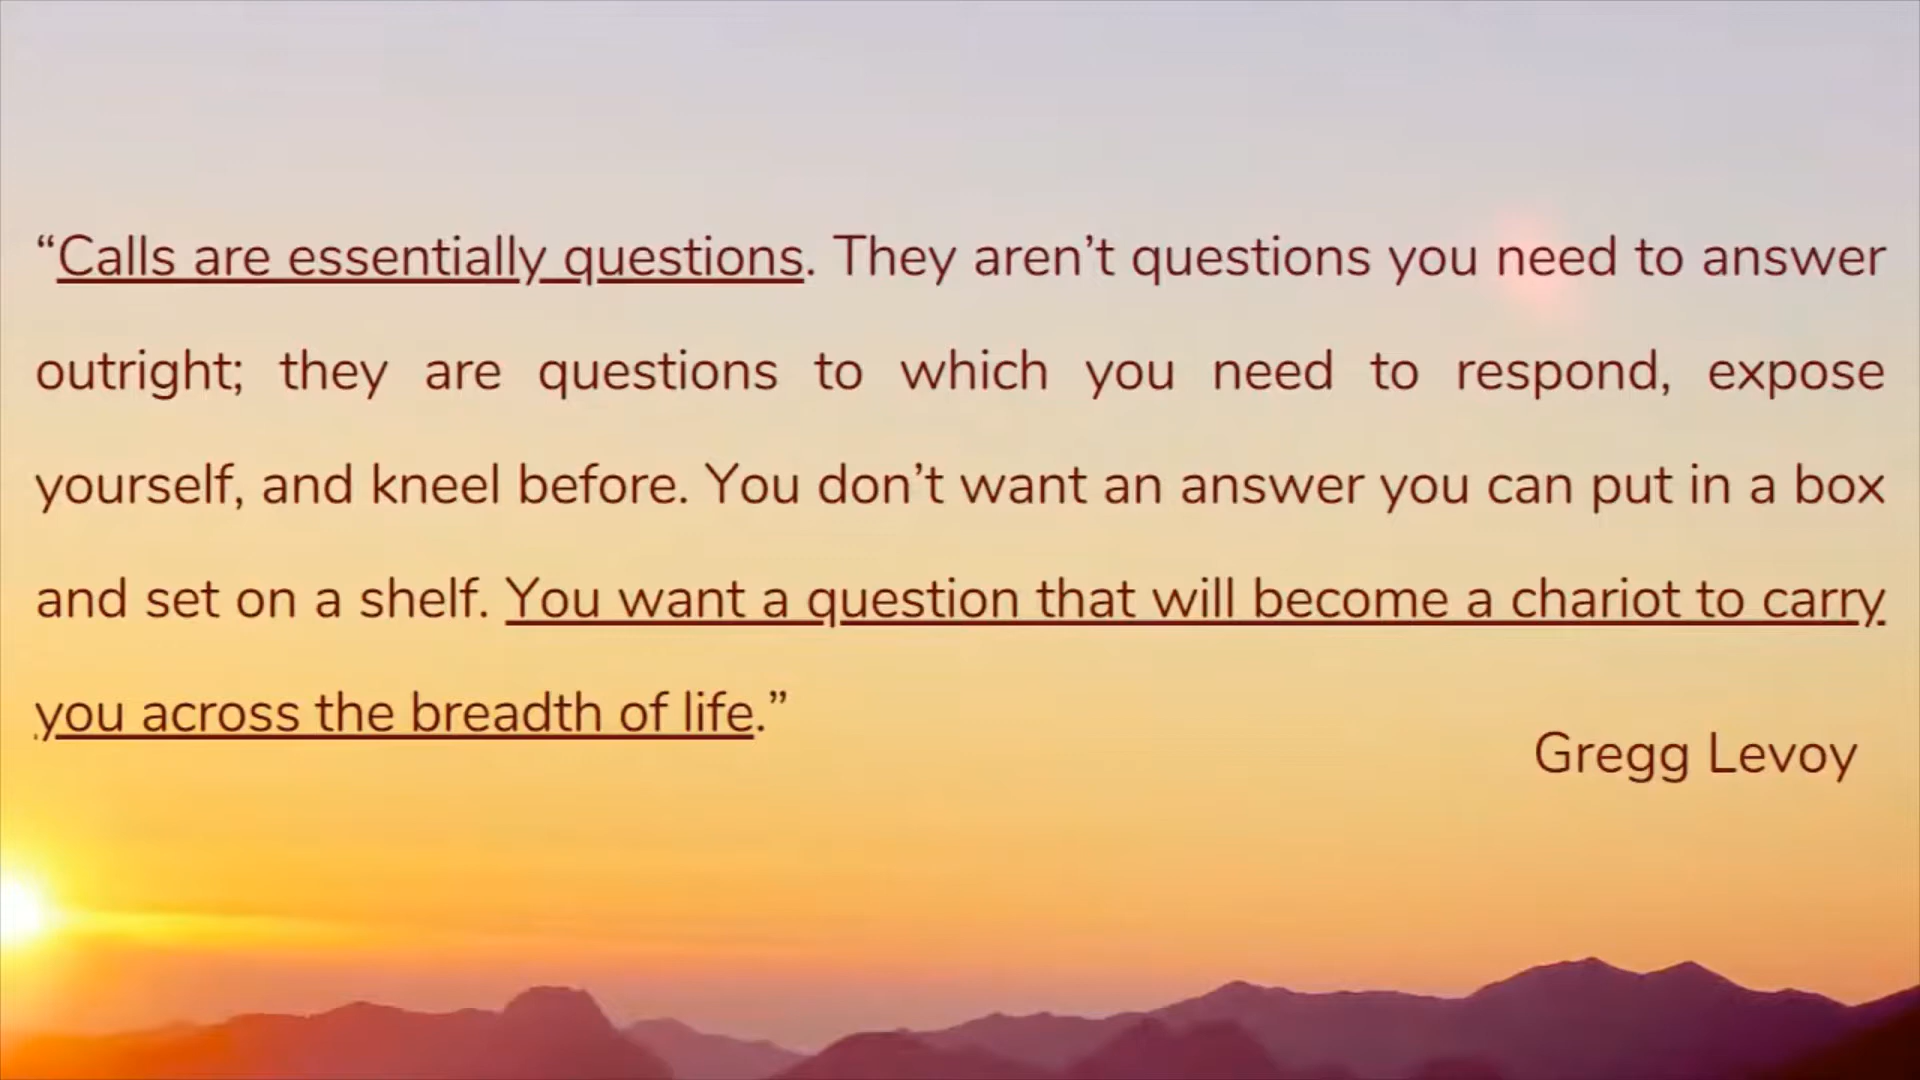 “Calls are essentially questions. They aren’t questions you need to answer
outright; they are questions to which you need to respond, expose
yourself, and kneel before. You don’t want an answer you can put in a box
and set on a shelf. You want a question that will become a chariot to carry
you across the breadth of life.”
Gregg Levoy